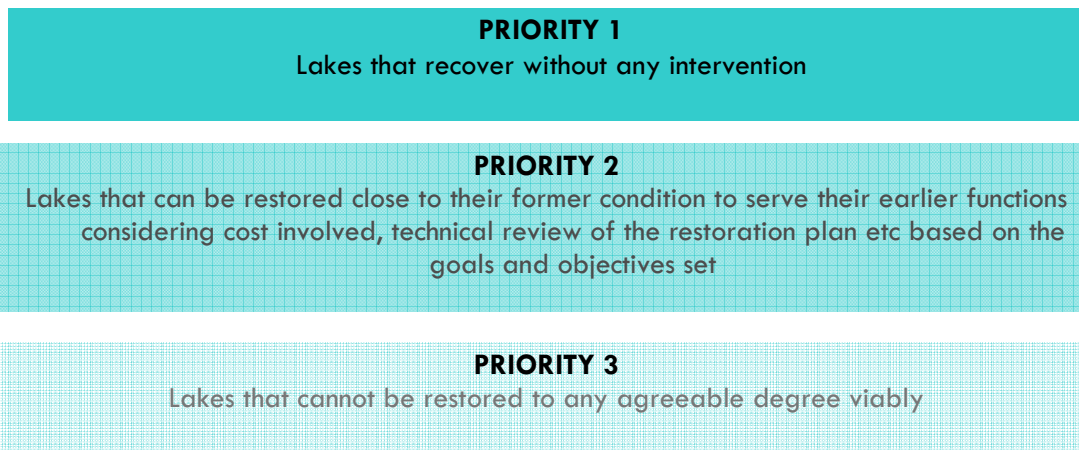 PRIORITY 1
Lakes that recover without any intervention
PRIORITY 2
Lakes that can be restored close to their former condition to serve their earlier functions
considering cost involved, technical review of the restoration plan etc based on the
goals and objectives set
PRIORITY 3
Lakes that cannot be restored to any agreeable degree viably